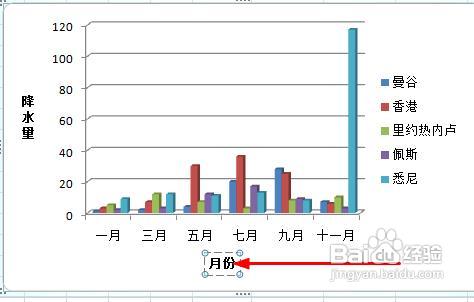 120
100
80
60
40
20
0
降水量
一月 三月 五月 七月 九月 十一月
月份
曼谷
香港
里约热内卢
佩斯
悉尼
Baidu 经验
jingyan.baidu.com